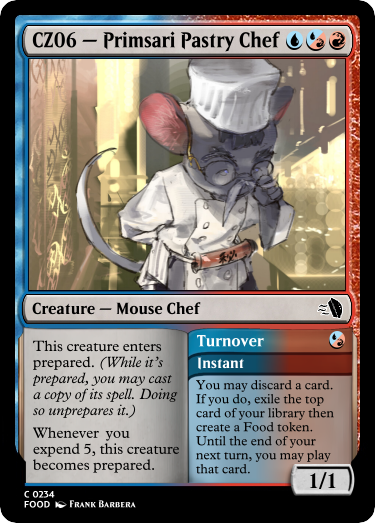 CZ06 — Primsari Pastry Chef
Creature — Mouse Chef
This creature enters
prepared. (While it's
prepared, you may cast
a copy of its spell. Doing
so unprepares it.)
Whenever you
expend 5, this creature
becomes prepared.
Turnover
Instant
You may discard a card.
If you do, exile the top
card of your library then
create a Food token.
Until the end of your
next turn, you may play
that card.
1/1
C 0234
FOOD Frank Barbera